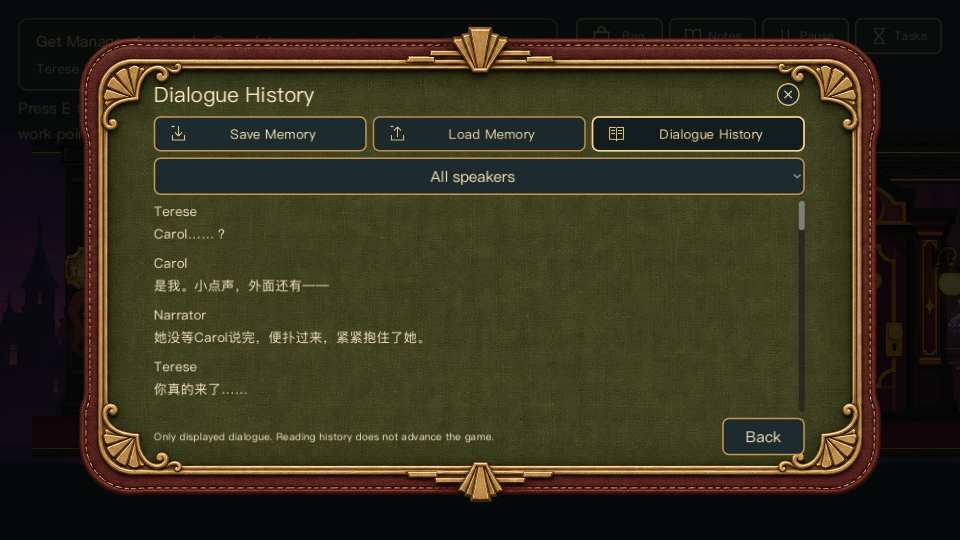 Get Manag
Bag
Notes
Pause
Tasks
Terese
Press E
work poin
Dialogue History
Save Memory
Load Memory
Dialogue History
All speakers
Terese
Carol…… ?
Carol
是我。小点声，外面还有——
Narrator
她没等Carol说完，便扑过来，紧紧抱住了她。
Terese
你真的来了……
Only displayed dialogue. Reading history does not advance the game.
Back